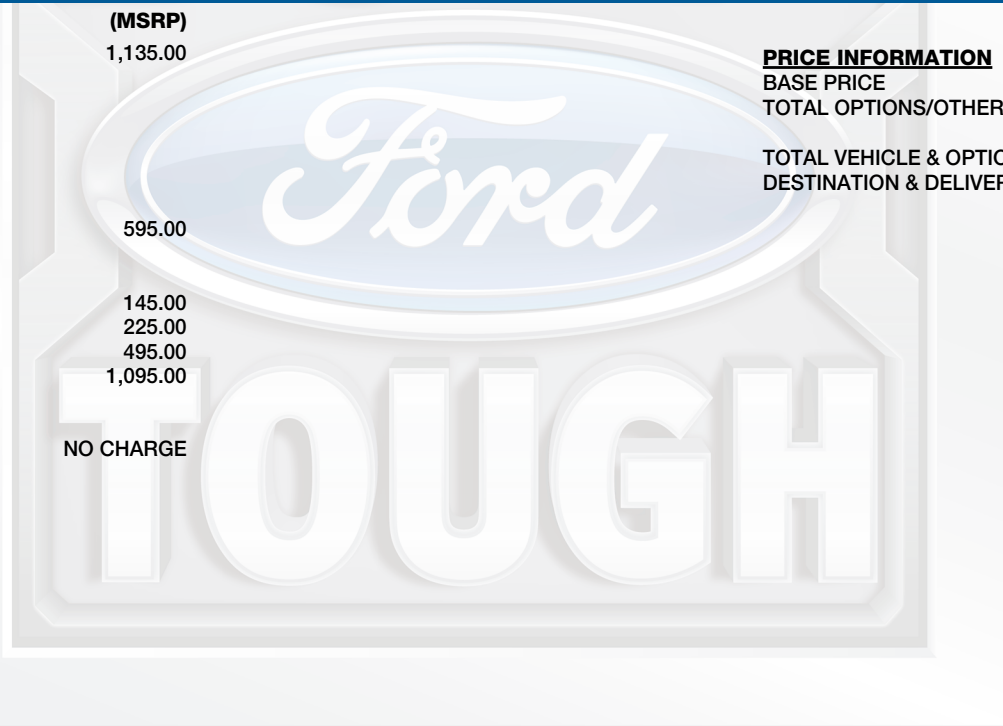 (MSRP)
1,135.00
595.00
145.00
225.00
495.00
1,095.00
NO CHARGE
PRICE INFORMATION
BASE PRICE
TOTAL OPTIONS/OTHER
TOTAL VEHICLE & OPTIO
DESTINATION & DELIVER
Ford
TOUGH